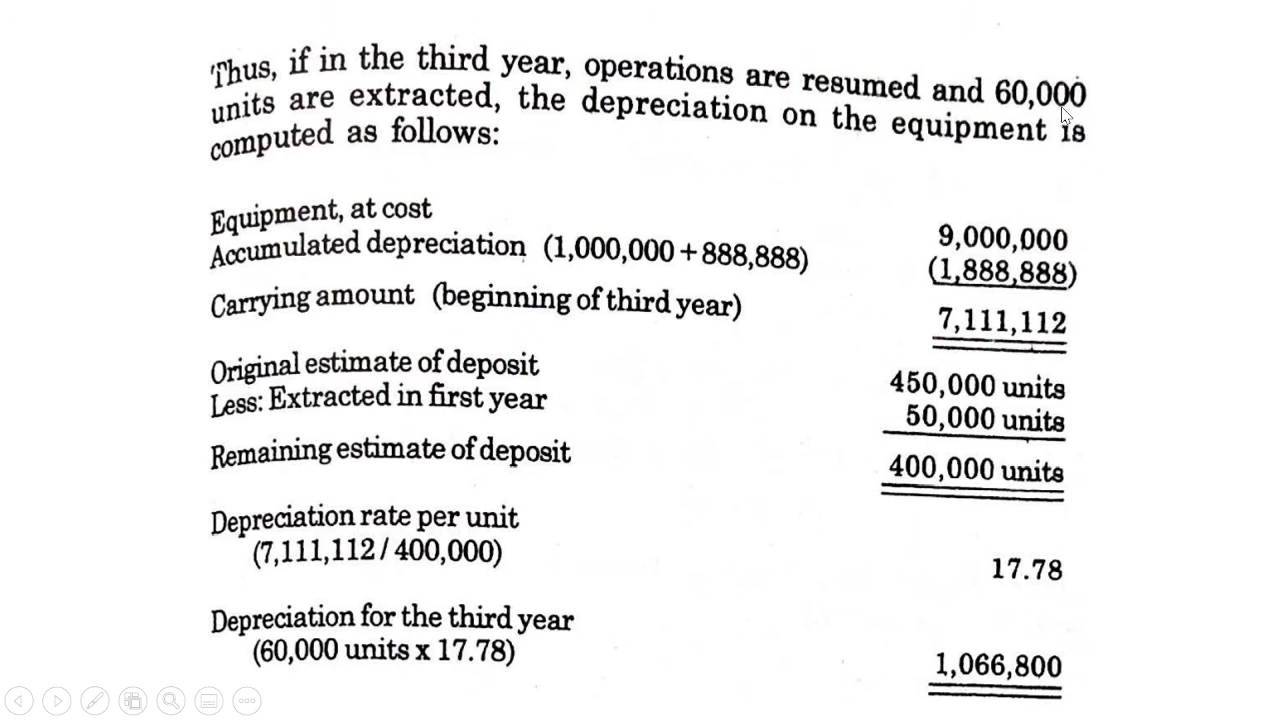 Thus, if in the third year, operations are resumed and 60,000
units are extracted, the depreciation on the equipment is
computed as follows:
Equipment, at cost 9,000,000
Accumulated depreciation (1,000,000 + 888,888) (1,888,888)
Carrying amount (beginning of third year) 7,111,112
Original estimate of deposit 450,000 units
Less: Extracted in first year 50,000 units
Remaining estimate of deposit 400,000 units
Depreciation rate per unit
(7,111,112 / 400,000) 17.78
Depreciation for the third year
(60,000 units x 17.78) 1,066,800